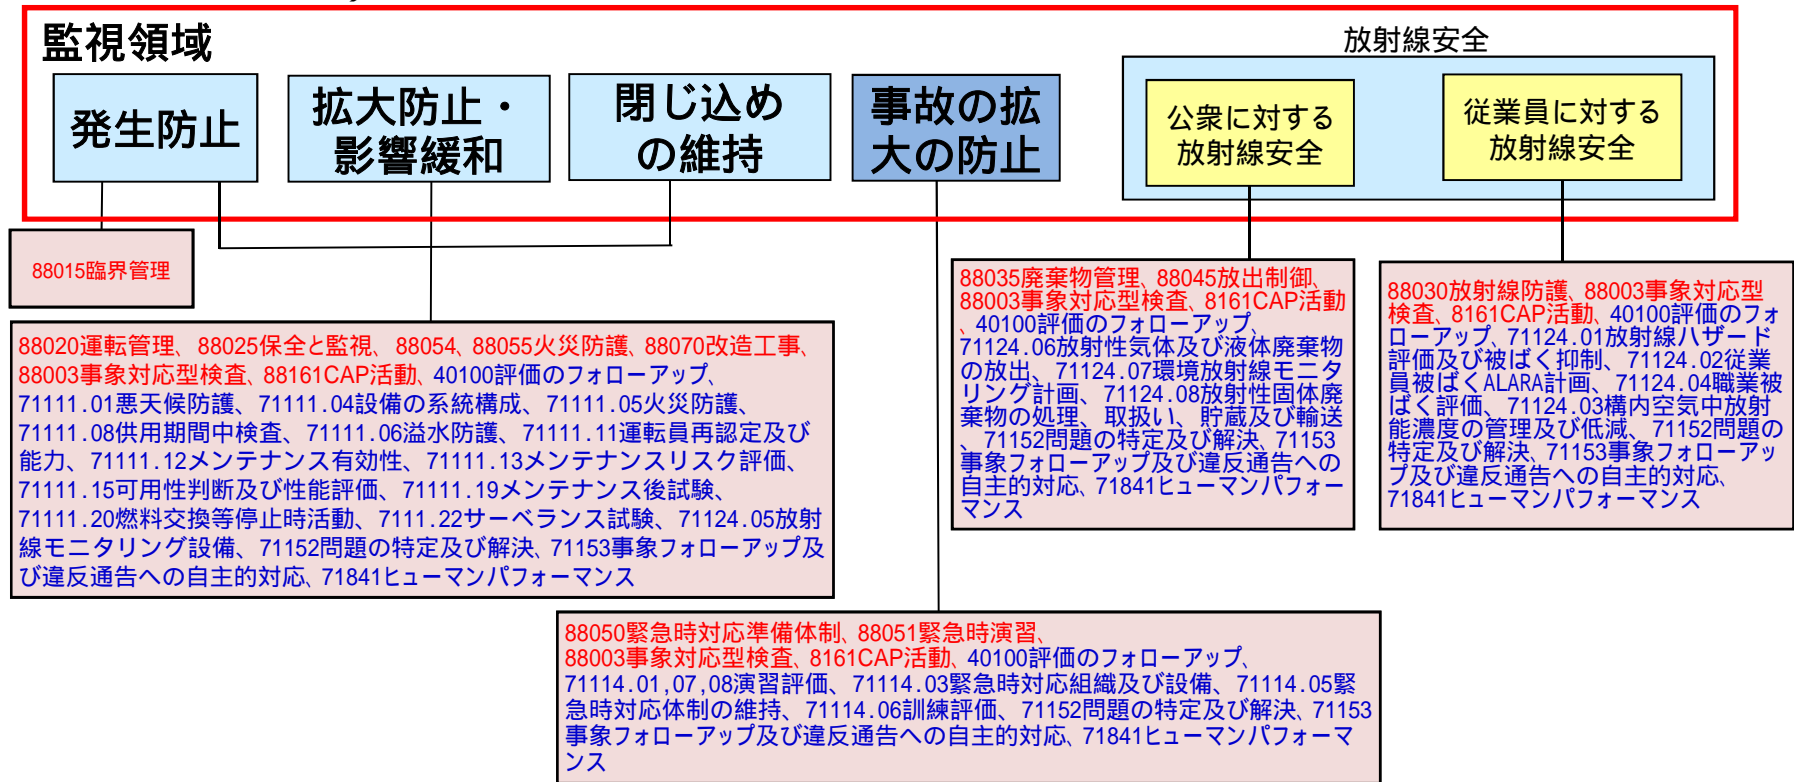 監視領域
放射線安全
発生防止
拡大防止・
影響緩和
閉じ込め
の維持
事故の拡
大の防止
公衆に対する
放射線安全
従業員に対する
放射線安全
88015臨界管理
88020運転管理、88025保全と監視、88054、88055火災防護、88070改造工事、
88003事象対応型検査、88161CAP活動、40100評価のフォローアップ、
71111.01悪天候防護、71111.04設備の系統構成、71111.05火災防護、
71111.08供用期間中検査、71111.06溢水防護、71111.11運転員再認定及び
能力、71111.12メンテナンス有効性、71111.13メンテナンスリスク評価、
71111.15可用性判断及び性能評価、71111.19メンテナンス後試験、
71111.20燃料交換等停止時活動、7111.22サーベランス試験、71124.05放射
線モニタリング設備、71152問題の特定及び解決、71153事象フォローアップ及
び違反通告への自主的対応、71841ヒューマンパフォーマンス
88035廃棄物管理、88045放出制御、
88003事象対応型検査、8161CAP活動
、40100評価のフォローアップ、
71124.06放射性気体及び液体廃棄物
の放出、71124.07環境放射線モニタ
リング計画、71124.08放射性固体廃
棄物の処理、取扱い、貯蔵及び輸送
、71152問題の特定及び解決、71153
事象フォローアップ及び違反通告への
自主的対応、71841ヒューマンパフォー
マンス
88030放射線防護、88003事象対応型
検査、8161CAP活動、40100評価のフォ
ローアップ、71124.01放射線ハザード
評価及び被ばく抑制、71124.02従業
員被ばくALARA計画、71124.04職業被
ばく評価、71124.03構内空気中放射
能濃度の管理及び低減、71152問題の
特定及び解決、71153事象フォローアッ
プ及び違反通告への自主的対応、
71841ヒューマンパフォーマンス
88050緊急時対応準備体制、88051緊急時演習、
88003事象対応型検査、8161CAP活動、40100評価のフォローアップ、
71114.01,07,08演習評価、71114.03緊急時対応組織及び設備、71114.05緊
急時対応体制の維持、71114.06訓練評価、71152問題の特定及び解決、71153
事象フォローアップ及び違反通告への自主的対応、71841ヒューマンパフォーマ
ンス